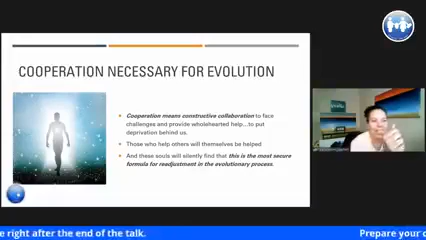 COOPERATION NECESSARY FOR EVOLUTION
Cooperation means constructive collaboration to face
challenges and provide wholehearted help…to put
deprivation behind us.
Those who help others will themselves be helped
And these souls will silently find that this is the most secure
formula for readjustment in the evolutionary process.
e right after the end of the talk. Prepare your c